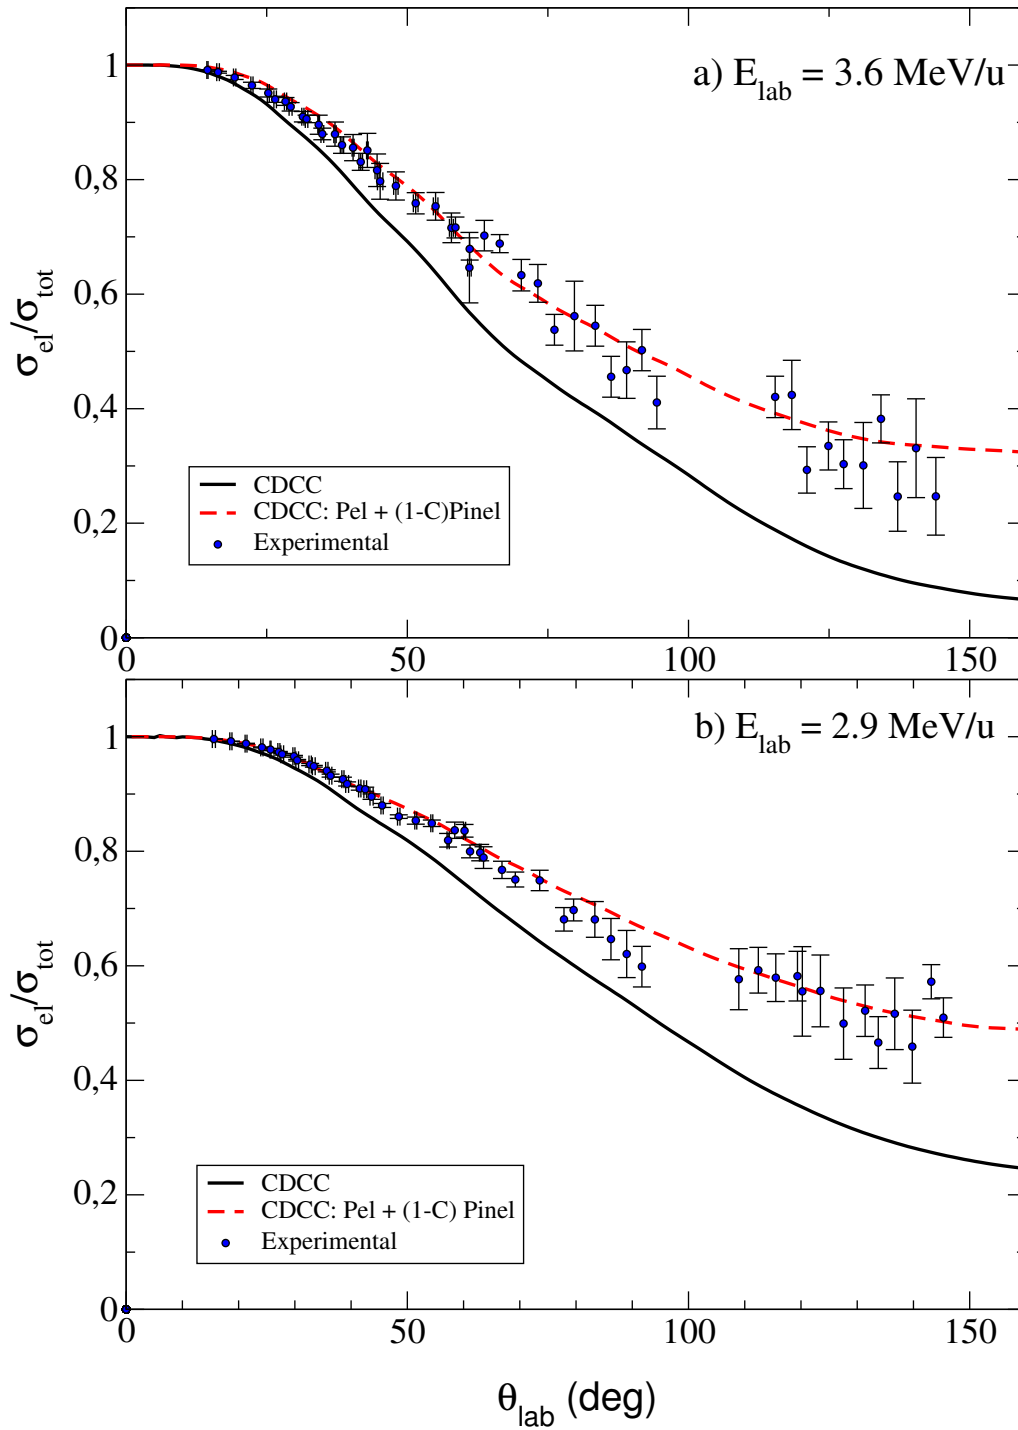 a) E_lab = 3.6 MeV/u
1
0,8
0,6
0,4
0,2
0
σ_el/σ_tot
CDCC
CDCC: Pel + (1-C)Pinel
Experimental
0 50 100 150
b) E_lab = 2.9 MeV/u
1
0,8
0,6
0,4
0,2
0
σ_el/σ_tot
CDCC
CDCC: Pel + (1-C) Pinel
Experimental
0 50 100 150
θ_lab (deg)